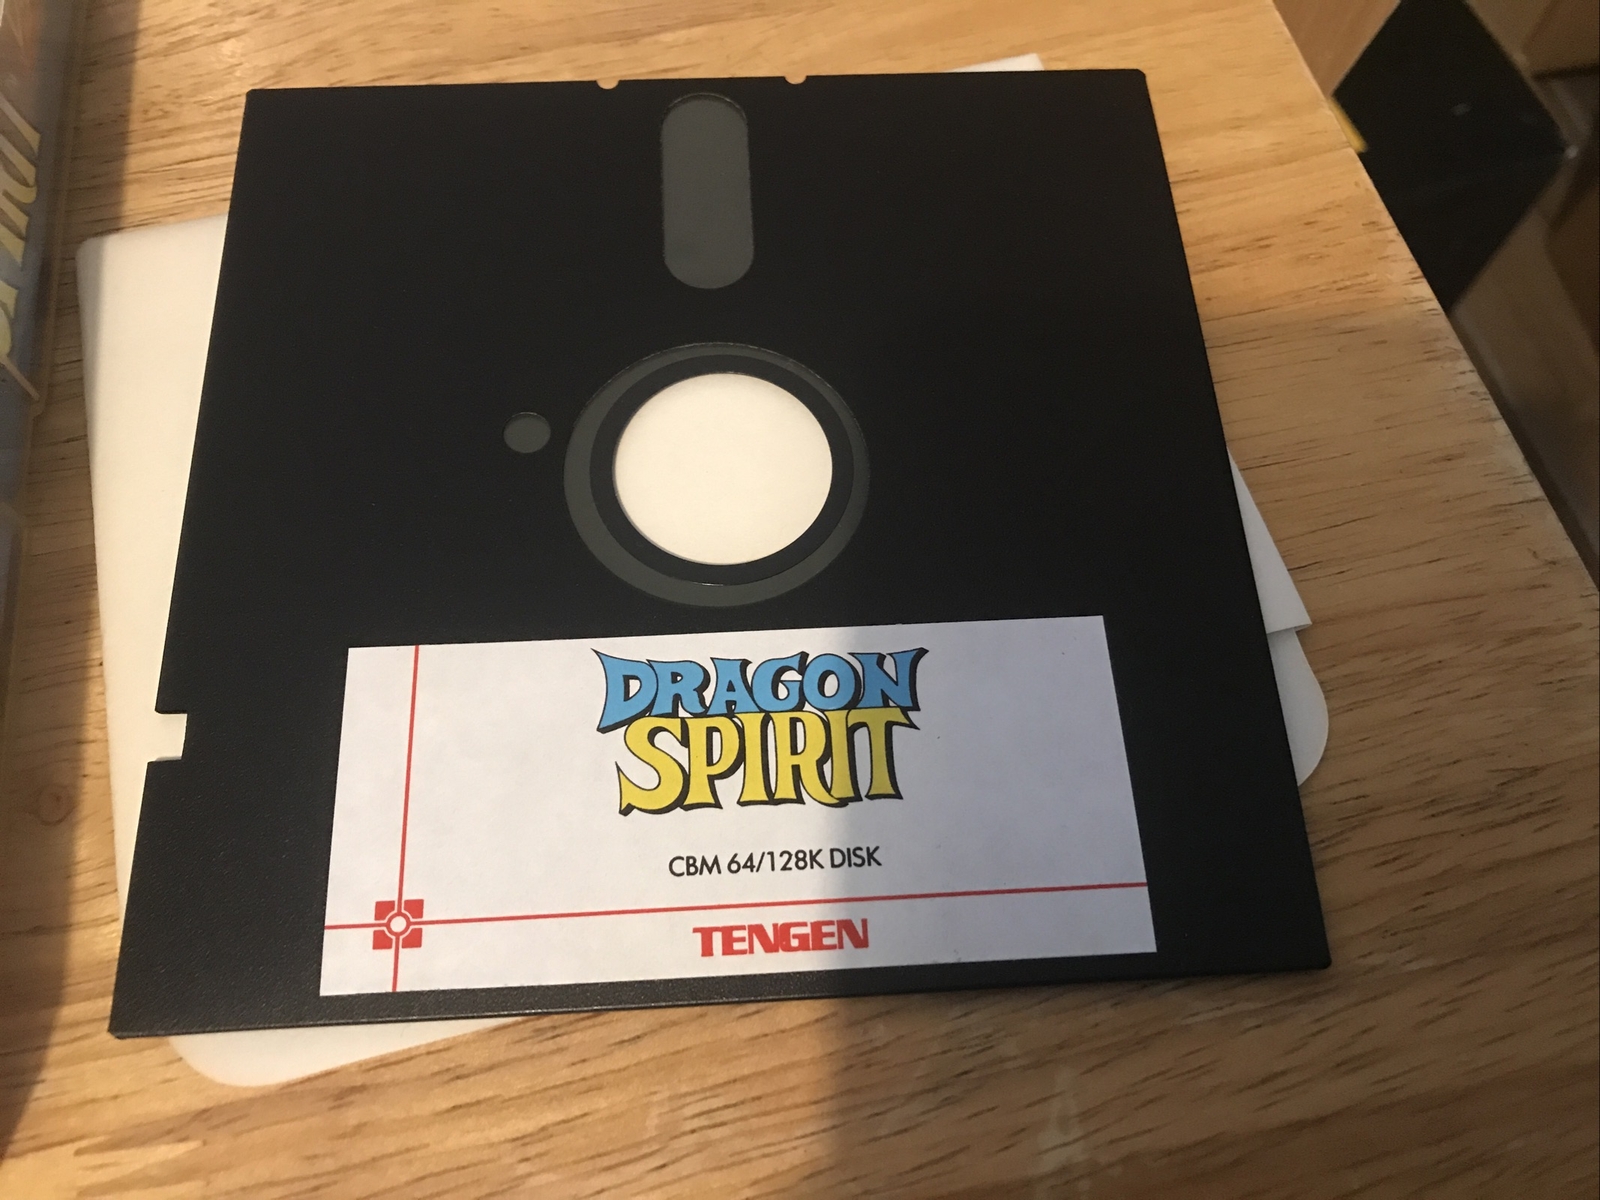 DRAGON
SPIRIT
CBM 64/128K DISK
TENGEN